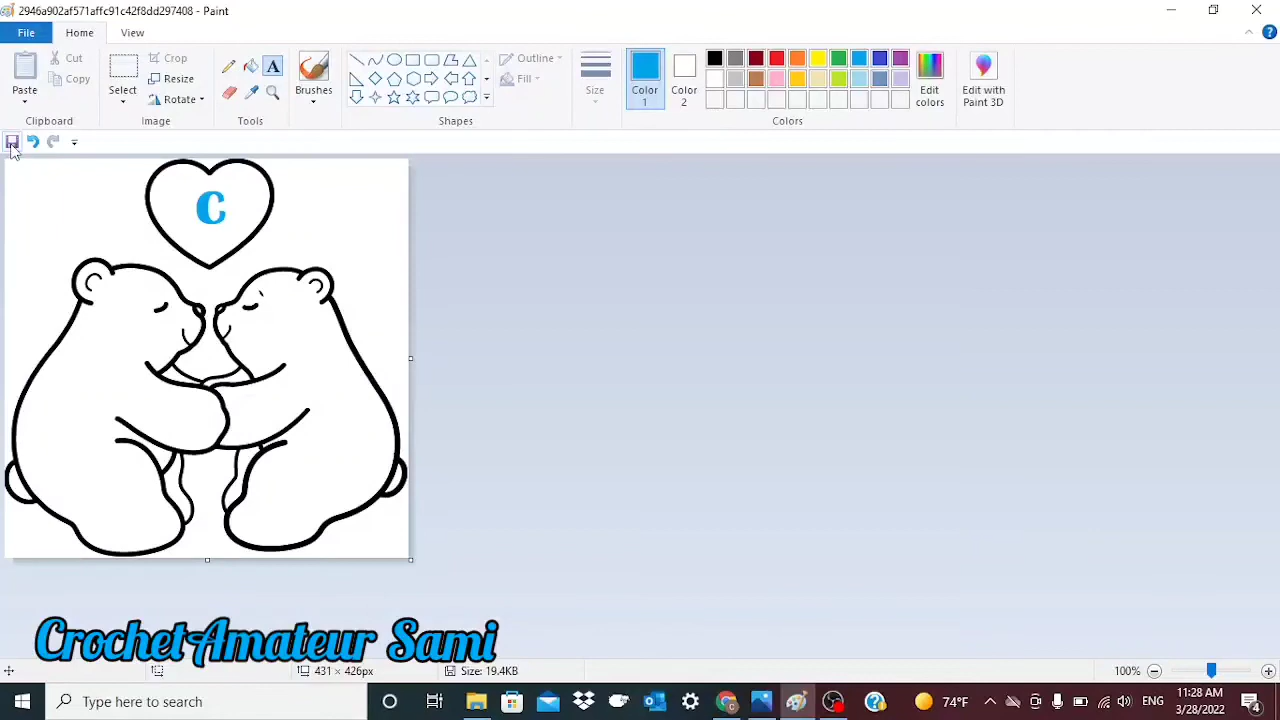 2946a902af571affc91c42f8dd297408 - Paint
File Home View
Paste
Cut
Copy
Clipboard
Select
Crop
Resize
Rotate
Image
A
Tools
Brushes
Shapes
Outline
Fill
Size
Color 1
Color 2
Edit colors
Colors
Edit with Paint 3D
C
CrochetAmateur Sami
431 × 426px
Size: 19.4KB
100%
Type here to search
74°F
ENG
11:28 AM
3/28/2022
4